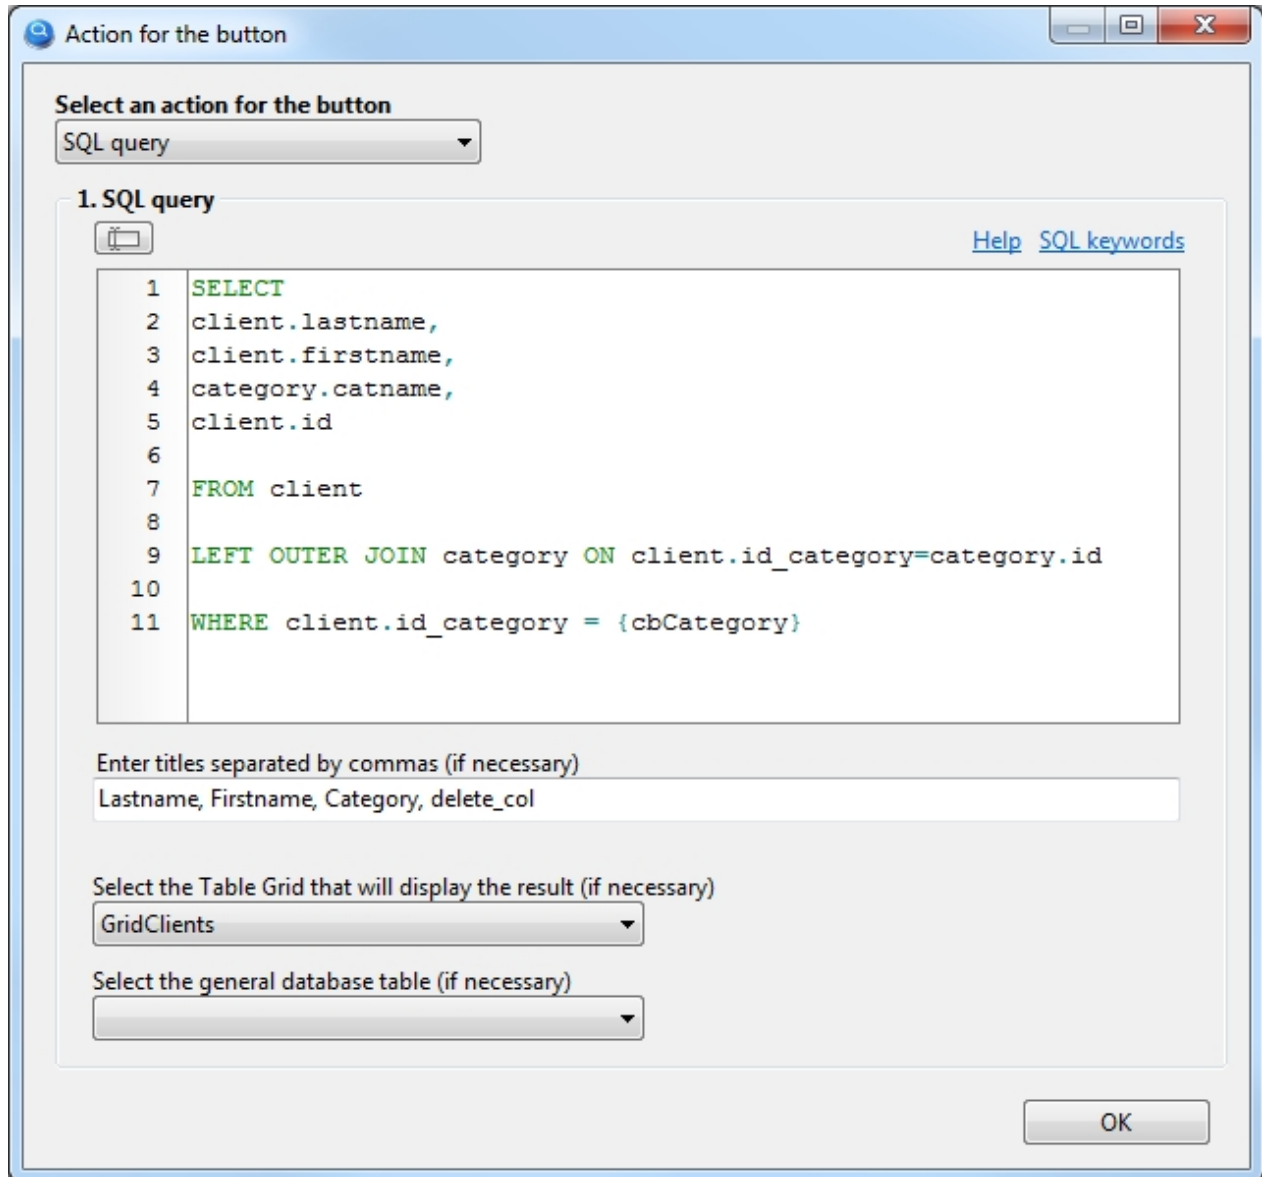 Action for the button
Select an action for the button
SQL query
1. SQL query
Help SQL keywords
1 SELECT
2 client.lastname,
3 client.firstname,
4 category.catname,
5 client.id
6
7 FROM client
8
9 LEFT OUTER JOIN category ON client.id_category=category.id
10
11 WHERE client.id_category = {cbCategory}
Enter titles separated by commas (if necessary)
Lastname, Firstname, Category, delete_col
Select the Table Grid that will display the result (if necessary)
GridClients
Select the general database table (if necessary)
OK